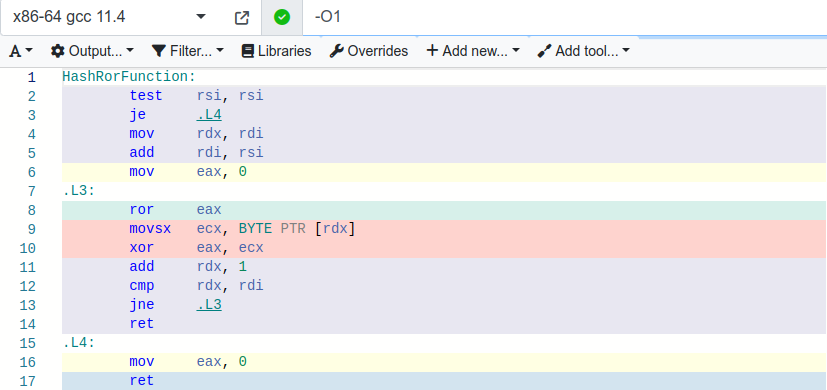 x86-64 gcc 11.4 -O1
A Output... Filter... Libraries Overrides Add new... Add tool...
1 HashRorFunction:
2 test rsi, rsi
3 je .L4
4 mov rdx, rdi
5 add rdi, rsi
6 mov eax, 0
7 .L3:
8 ror eax
9 movsx ecx, BYTE PTR [rdx]
10 xor eax, ecx
11 add rdx, 1
12 cmp rdx, rdi
13 jne .L3
14 ret
15 .L4:
16 mov eax, 0
17 ret